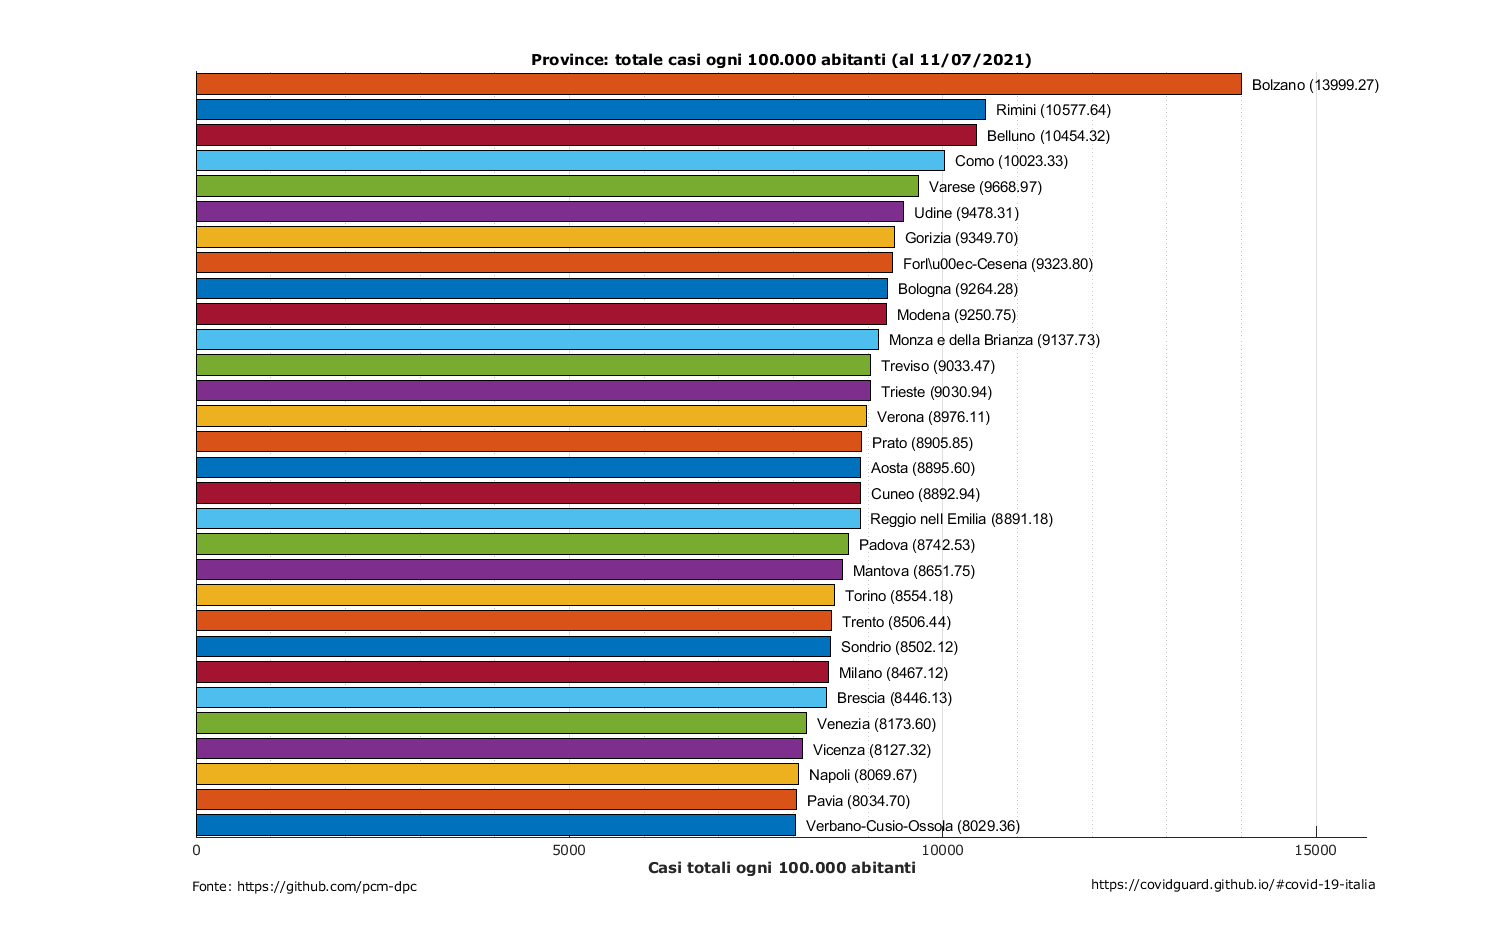 Province: totale casi ogni 100.000 abitanti (al 11/07/2021)
Bolzano (13999.27)
Rimini (10577.64)
Belluno (10454.32)
Como (10023.33)
Varese (9668.97)
Udine (9478.31)
Gorizia (9349.70)
Forl\u00ec-Cesena (9323.80)
Bologna (9264.28)
Modena (9250.75)
Monza e della Brianza (9137.73)
Treviso (9033.47)
Trieste (9030.94)
Verona (8976.11)
Prato (8905.85)
Aosta (8895.60)
Cuneo (8892.94)
Reggio nell Emilia (8891.18)
Padova (8742.53)
Mantova (8651.75)
Torino (8554.18)
Trento (8506.44)
Sondrio (8502.12)
Milano (8467.12)
Brescia (8446.13)
Venezia (8173.60)
Vicenza (8127.32)
Napoli (8069.67)
Pavia (8034.70)
Verbano-Cusio-Ossola (8029.36)
0 5000 10000 15000
Casi totali ogni 100.000 abitanti
Fonte: https://github.com/pcm-dpc
https://covidguard.github.io/#covid-19-italia